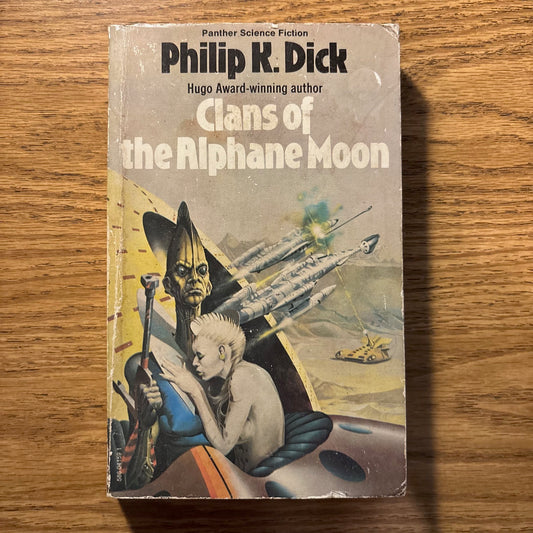 Panther Science Fiction
Philip K. Dick
Hugo Award-winning author
Clans of
the Alphane Moon